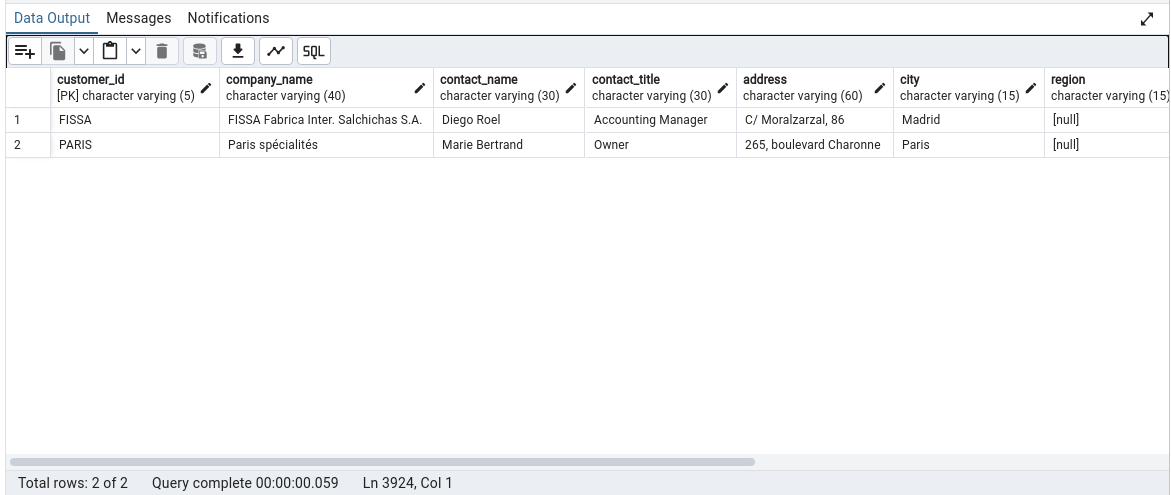 Data Output Messages Notifications
SQL
customer_id company_name contact_name contact_title address city region
[PK] character varying (5) character varying (40) character varying (30) character varying (30) character varying (60) character varying (15) character varying (15)
1 FISSA FISSA Fabrica Inter. Salchichas S.A. Diego Roel Accounting Manager C/ Moralzarzal, 86 Madrid [null]
2 PARIS Paris spécialités Marie Bertrand Owner 265, boulevard Charonne Paris [null]
Total rows: 2 of 2 Query complete 00:00:00.059 Ln 3924, Col 1